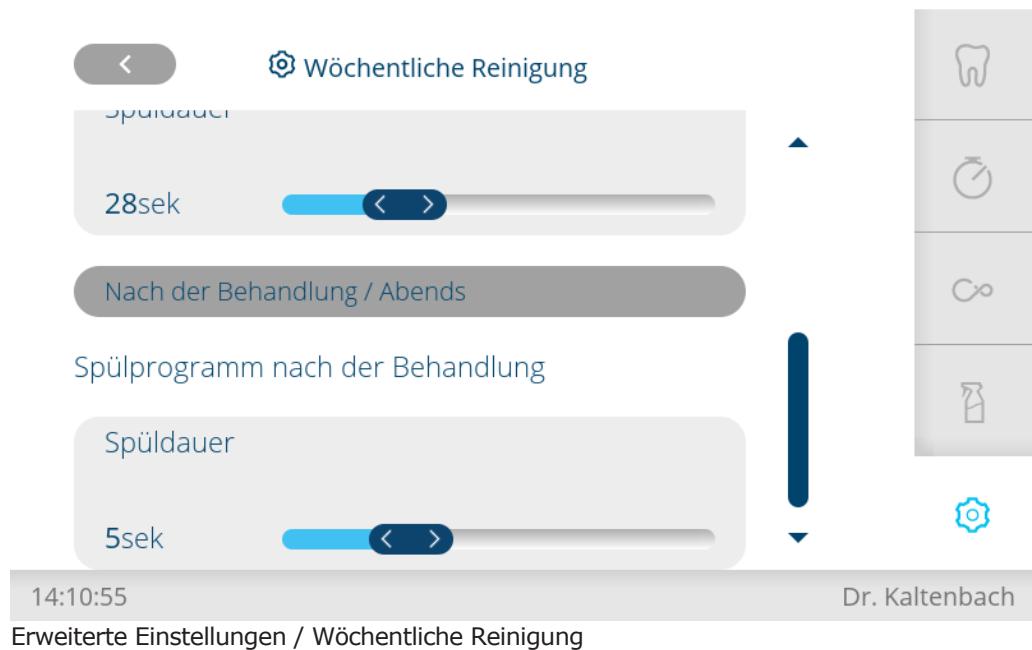 Wöchentliche Reinigung
Spüldauer
28sek
Nach der Behandlung / Abends
Spülprogramm nach der Behandlung
Spüldauer
5sek
14:10:55
Dr. Kaltenbach
Erweiterte Einstellungen / Wöchentliche Reinigung